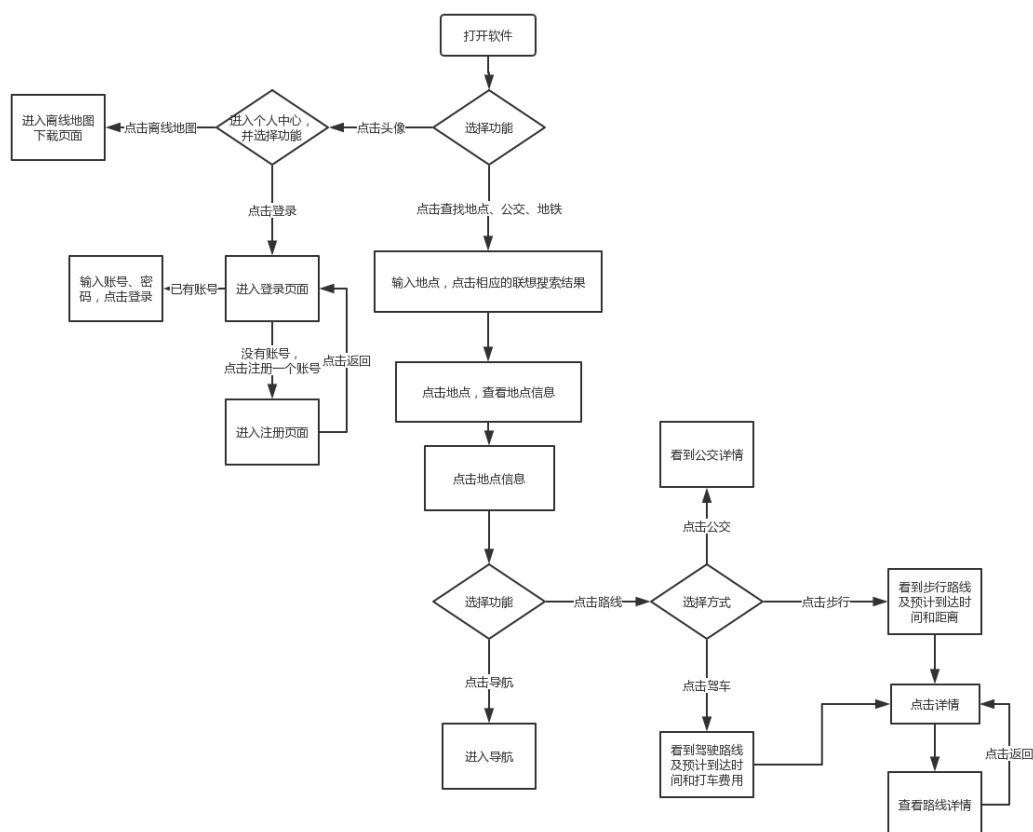 打开软件
选择功能
点击头像
进入个人中心，
并选择功能
点击离线地图
进入离线地图
下载页面
点击登录
点击查找地点、公交、地铁
进入登录页面
已有账号
输入账号、密
码，点击登录
没有账号，
点击注册一个账号
点击返回
进入注册页面
输入地点，点击相应的联想搜索结果
点击地点，查看地点信息
点击地点信息
选择功能
点击路线
选择方式
点击公交
看到公交详情
点击步行
看到步行路线
及预计到达时
间和距离
点击导航
进入导航
点击驾车
看到驾驶路线
及预计到达时
间和打车费用
点击详情
点击返回
查看路线详情